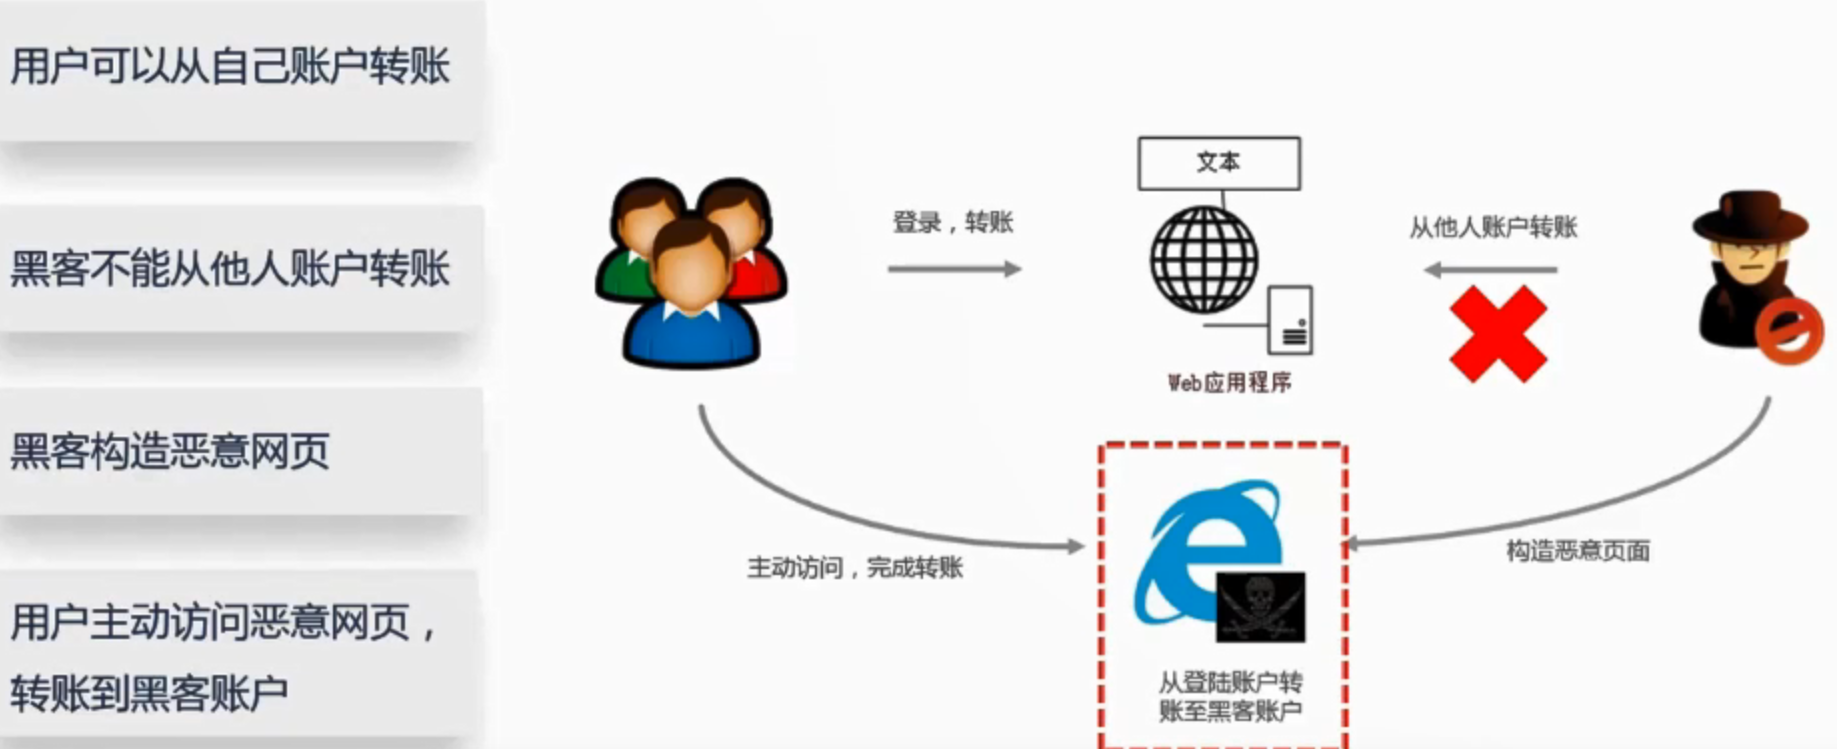 用户可以从自己账户转账
黑客不能从他人账户转账
黑客构造恶意网页
用户主动访问恶意网页，
转账到黑客账户
文本
登录，转账
从他人账户转账
Web应用程序
主动访问，完成转账
构造恶意页面
从登陆账户转
账至黑客账户